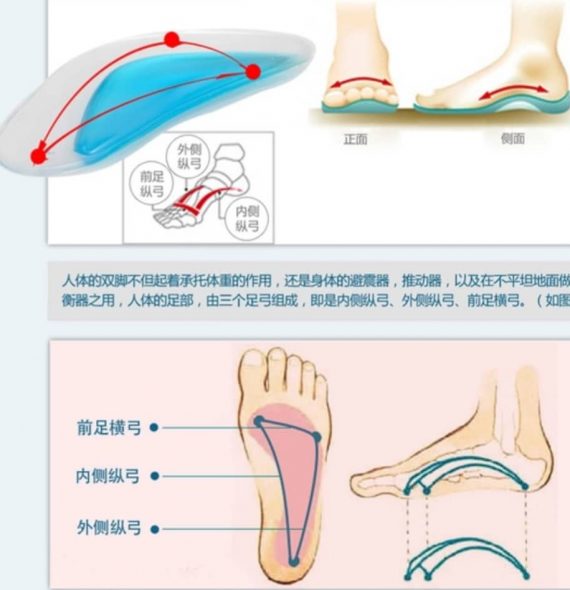 正面
侧面
外侧
纵弓
前足
纵弓
内侧
纵弓
人体的双脚不但起着承托体重的作用，还是身体的避震器，推动器，以及在不平坦地面做
衡器之用，人体的足部，由三个足弓组成，即是内侧纵弓、外侧纵弓、前足横弓。（如图
前足横弓
内侧纵弓
外侧纵弓